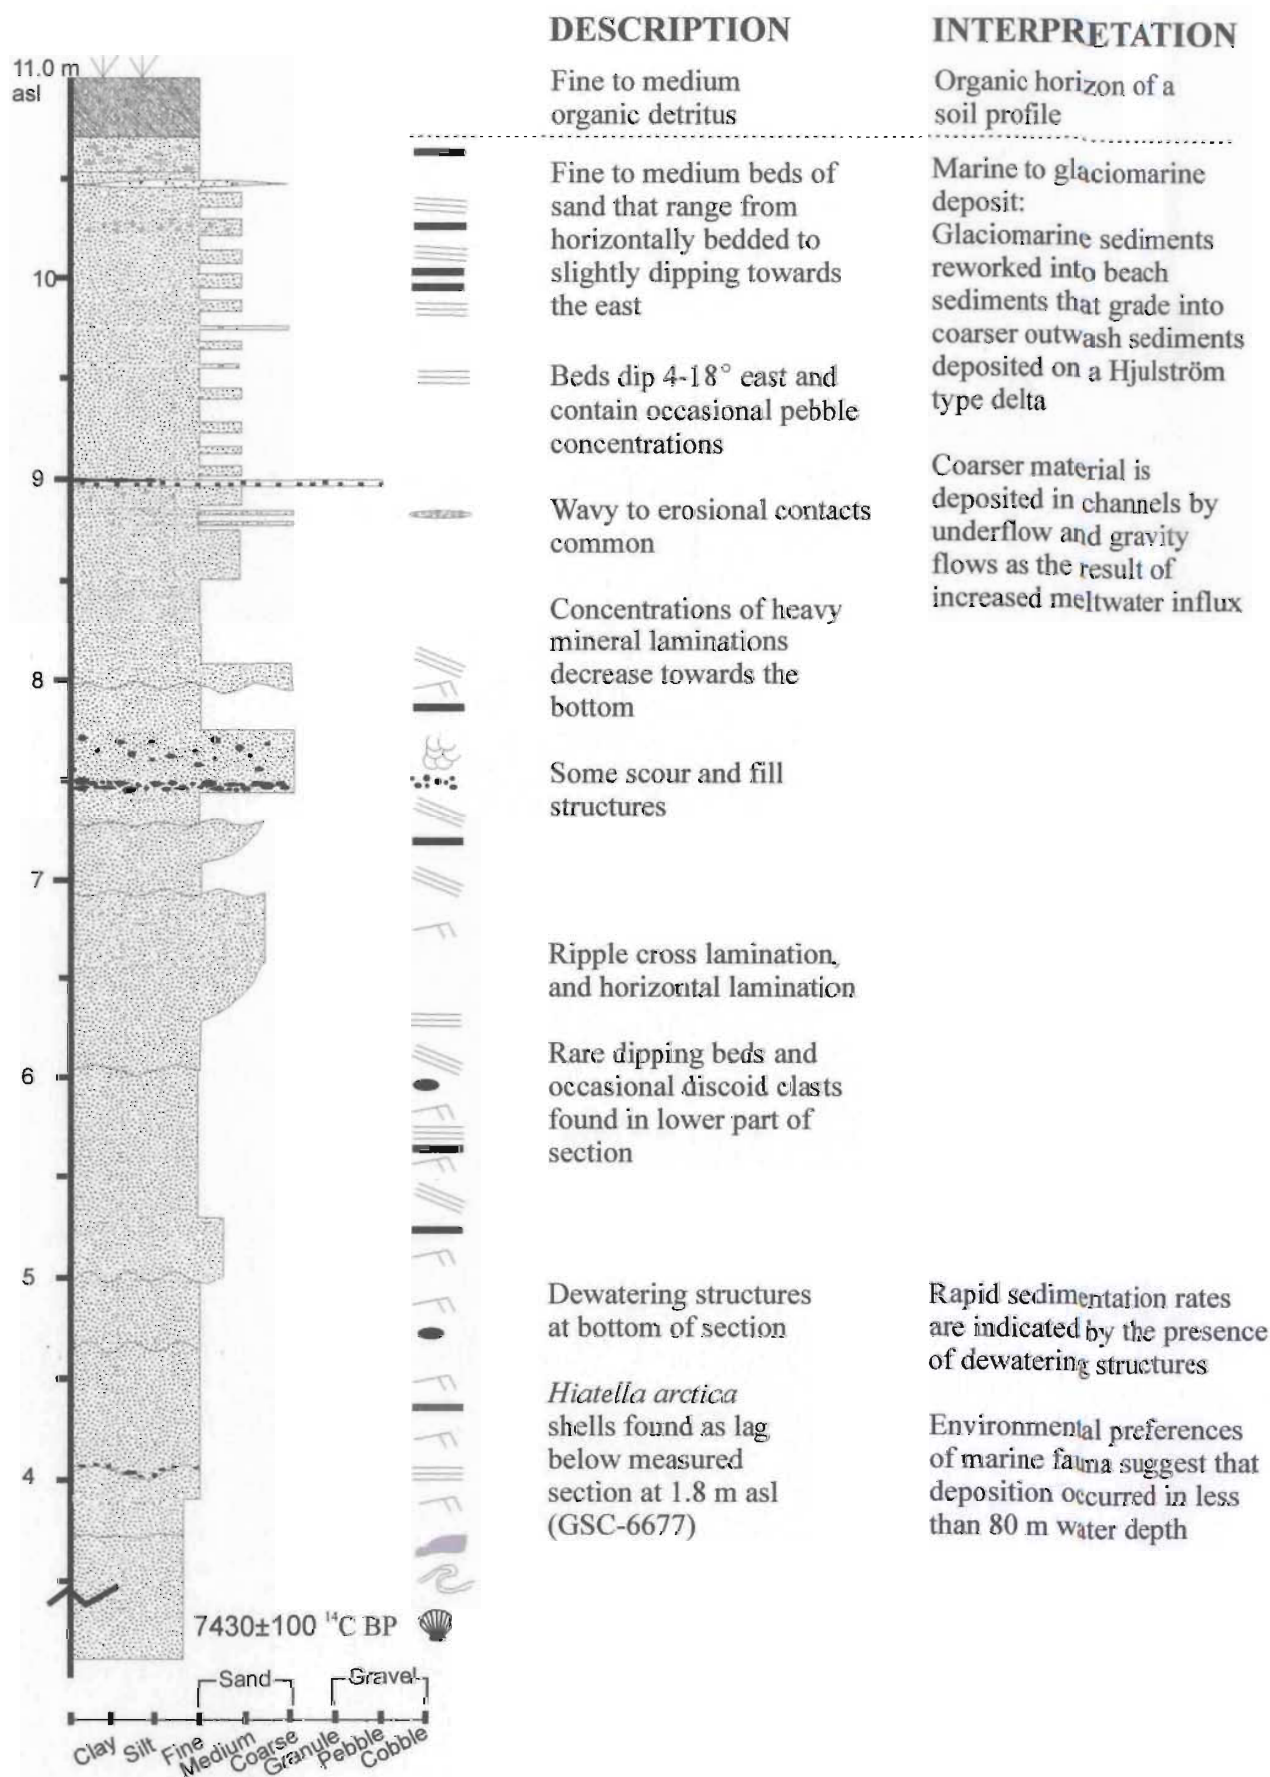 DESCRIPTION
INTERPRETATION
11.0 m
asl
Fine to medium
organic detritus
Organic horizon of a
soil profile
Fine to medium beds of
sand that range from
horizontally bedded to
slightly dipping towards
the east
Marine to glaciomarine
deposit:
Glaciomarine sediments
reworked into beach
sediments that grade into
coarser outwash sediments
deposited on a Hjulström
type delta
10
Beds dip 4-18° east and
contain occasional pebble
concentrations
9
Coarser material is
deposited in channels by
underflow and gravity
flows as the result of
increased meltwater influx
Wavy to erosional contacts
common
Concentrations of heavy
mineral laminations
decrease towards the
bottom
8
Some scour and fill
structures
7
Ripple cross lamination,
and horizontal lamination
6
Rare dipping beds and
occasional discoid clasts
found in lower part of
section
5
Dewatering structures
at bottom of section
Rapid sedimentation rates
are indicated by the presence
of dewatering structures
Hiatella arctica
shells found as lag
below measured
section at 1.8 m asl
(GSC-6677)
Environmental preferences
of marine fauna suggest that
deposition occurred in less
than 80 m water depth
4
7430±100 ¹⁴C BP
Sand
Gravel
Clay
Silt
Fine
Medium
Coarse
Granule
Pebble
Cobble